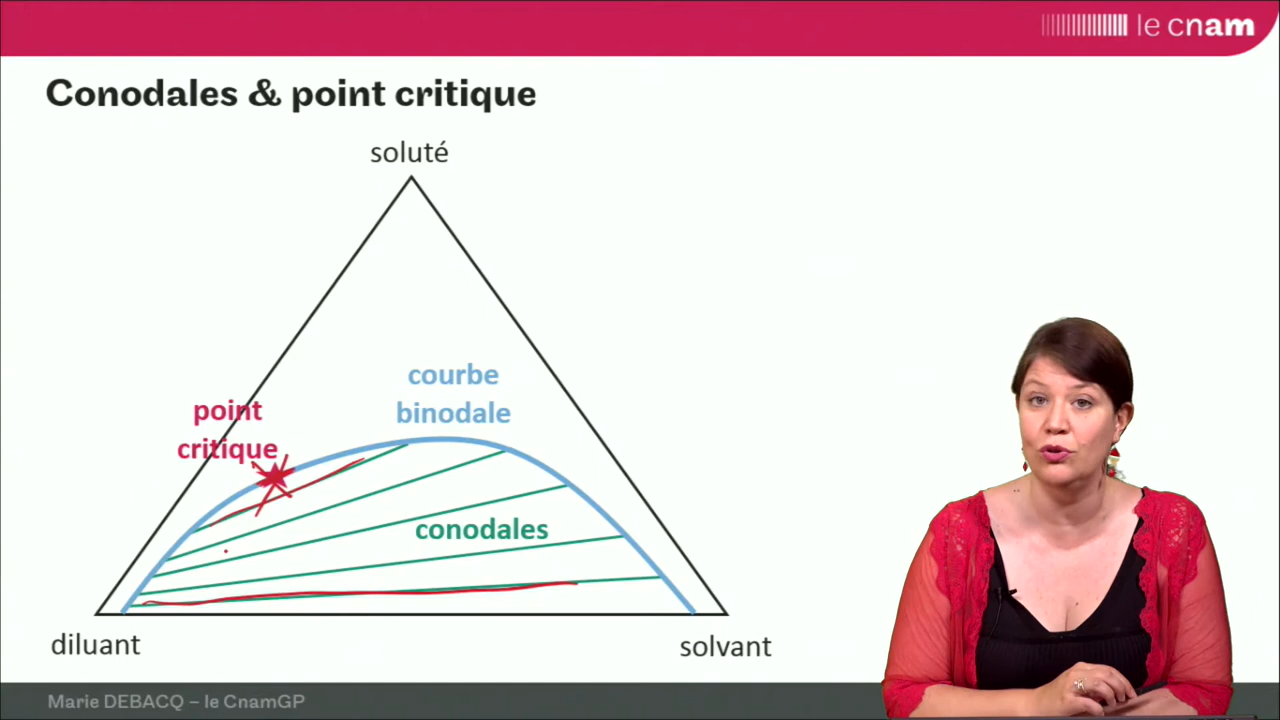 le cnam
Conodales & point critique
soluté
courbe
binodale
point
critique
conodales
diluant
solvant
Marie DEBACQ – le CnamGP